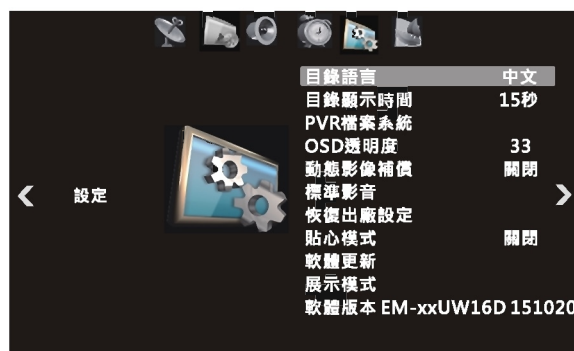 設定
目錄語言 中文
目錄顯示時間 15秒
PVR檔案系統
OSD透明度 33
動態影像補償 關閉
標準影音
恢復出廠設定
貼心模式 關閉
軟體更新
展示模式
軟體版本 EM-xxUW16D 151020